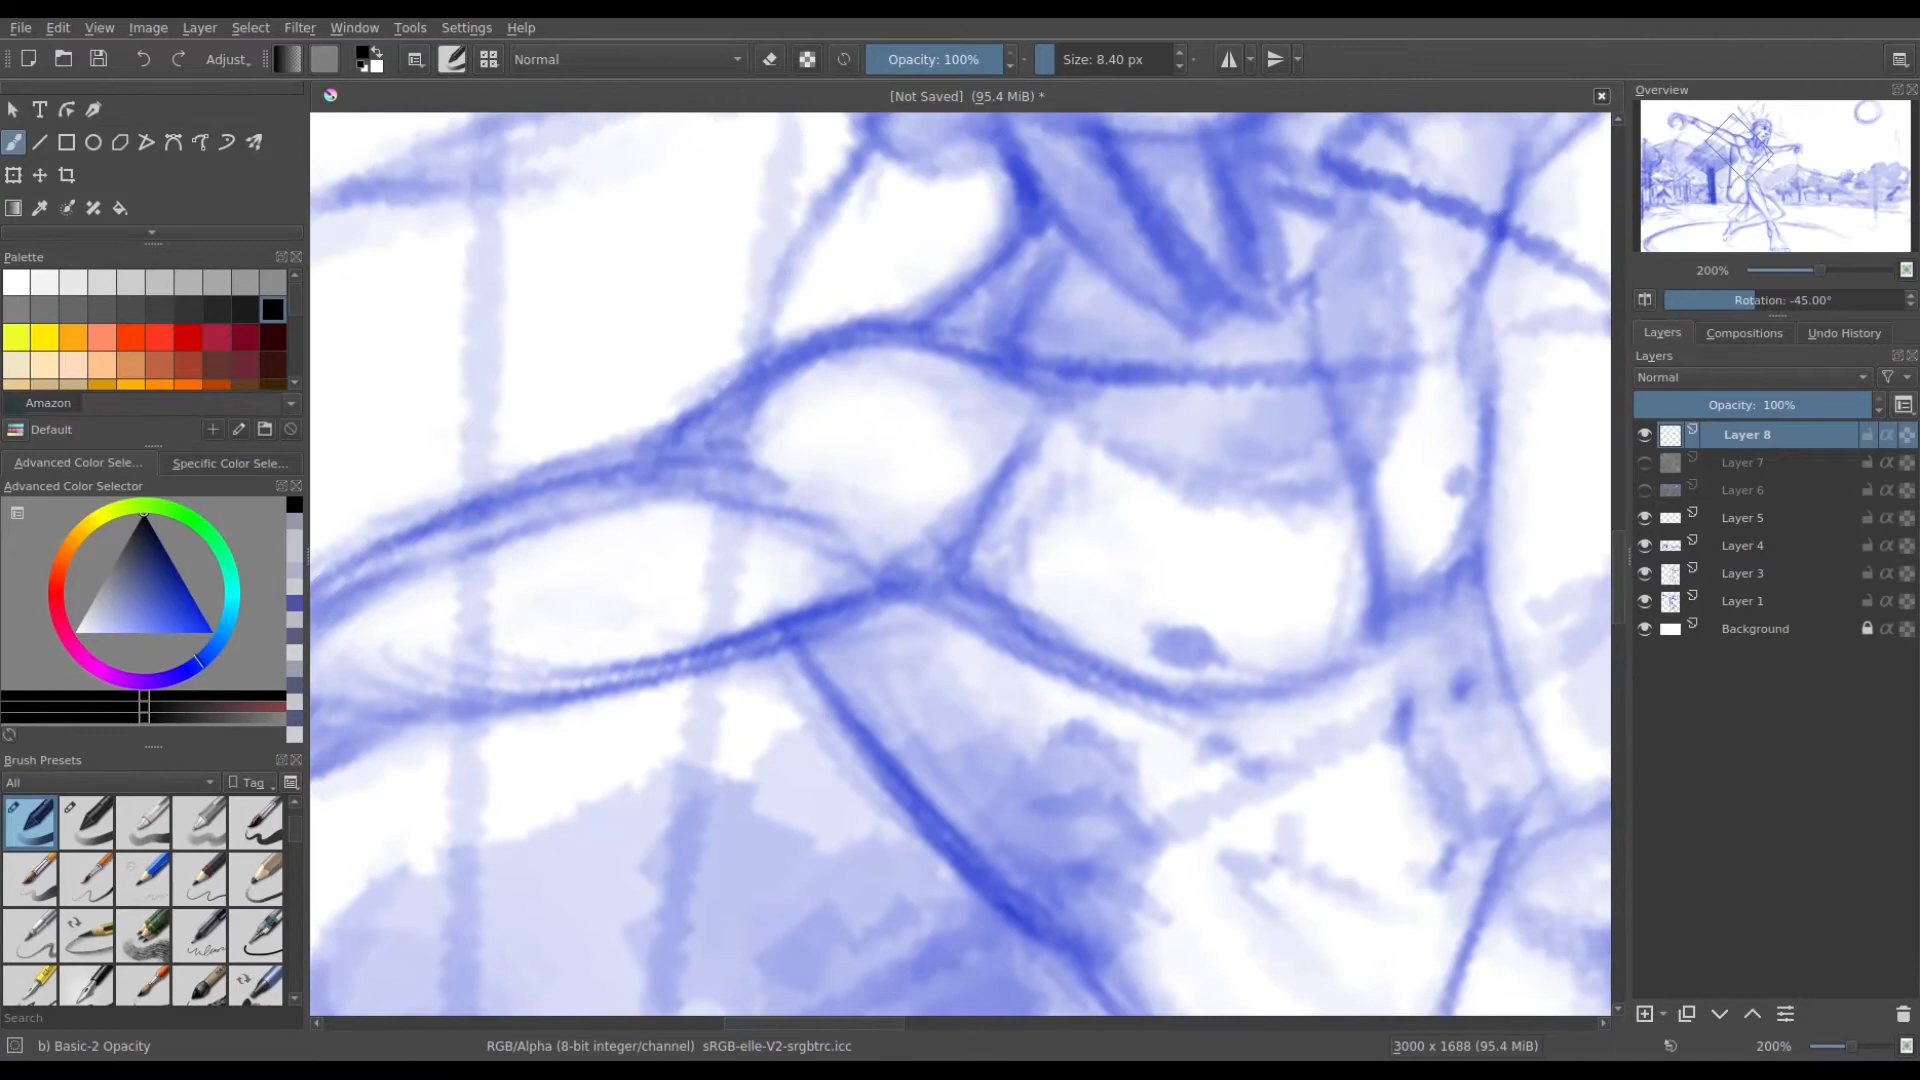 File Edit View Image Layer Select Filter Window Tools Settings Help
Adjust Normal Opacity: 100% Size: 8.40 px
[Not Saved] (95.4 MiB) *
Overview
200%
Rotation: -45.00°
Layers Compositions Undo History
Layers
Normal
Opacity: 100%
Layer 8
Layer 7
Layer 6
Layer 5
Layer 4
Layer 3
Layer 1
Background
Palette
Amazon
Default
Advanced Color Sele... Specific Color Sele...
Advanced Color Selector
Brush Presets
All Tag
Search
b) Basic-2 Opacity RGB/Alpha (8-bit integer/channel) sRGB-elle-V2-srgbtrc.icc 3000 x 1688 (95.4 MiB) 200%